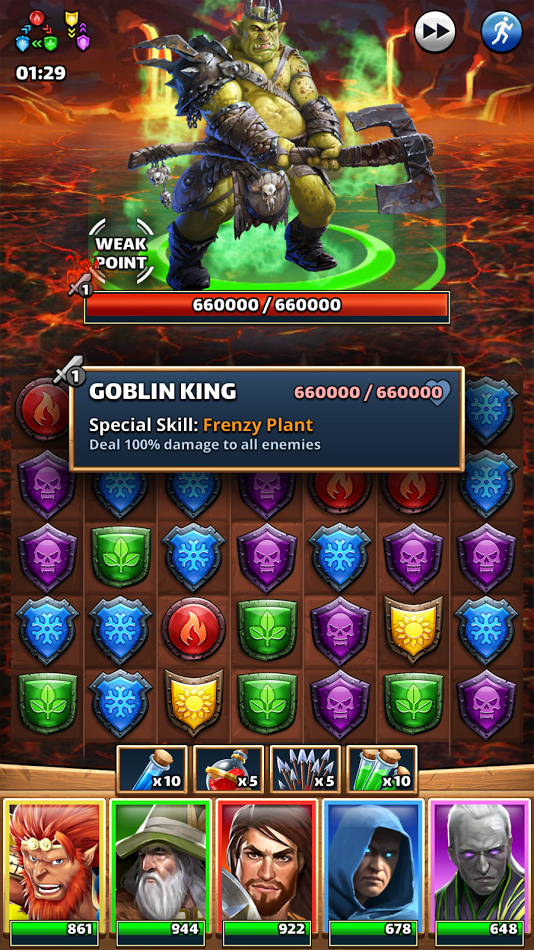 01:29
WEAK
POINT
1
660000 / 660000
1
GOBLIN KING
660000 / 660000
Special Skill: Frenzy Plant
Deal 100% damage to all enemies
x10
x5
x5
x10
861
944
922
678
648